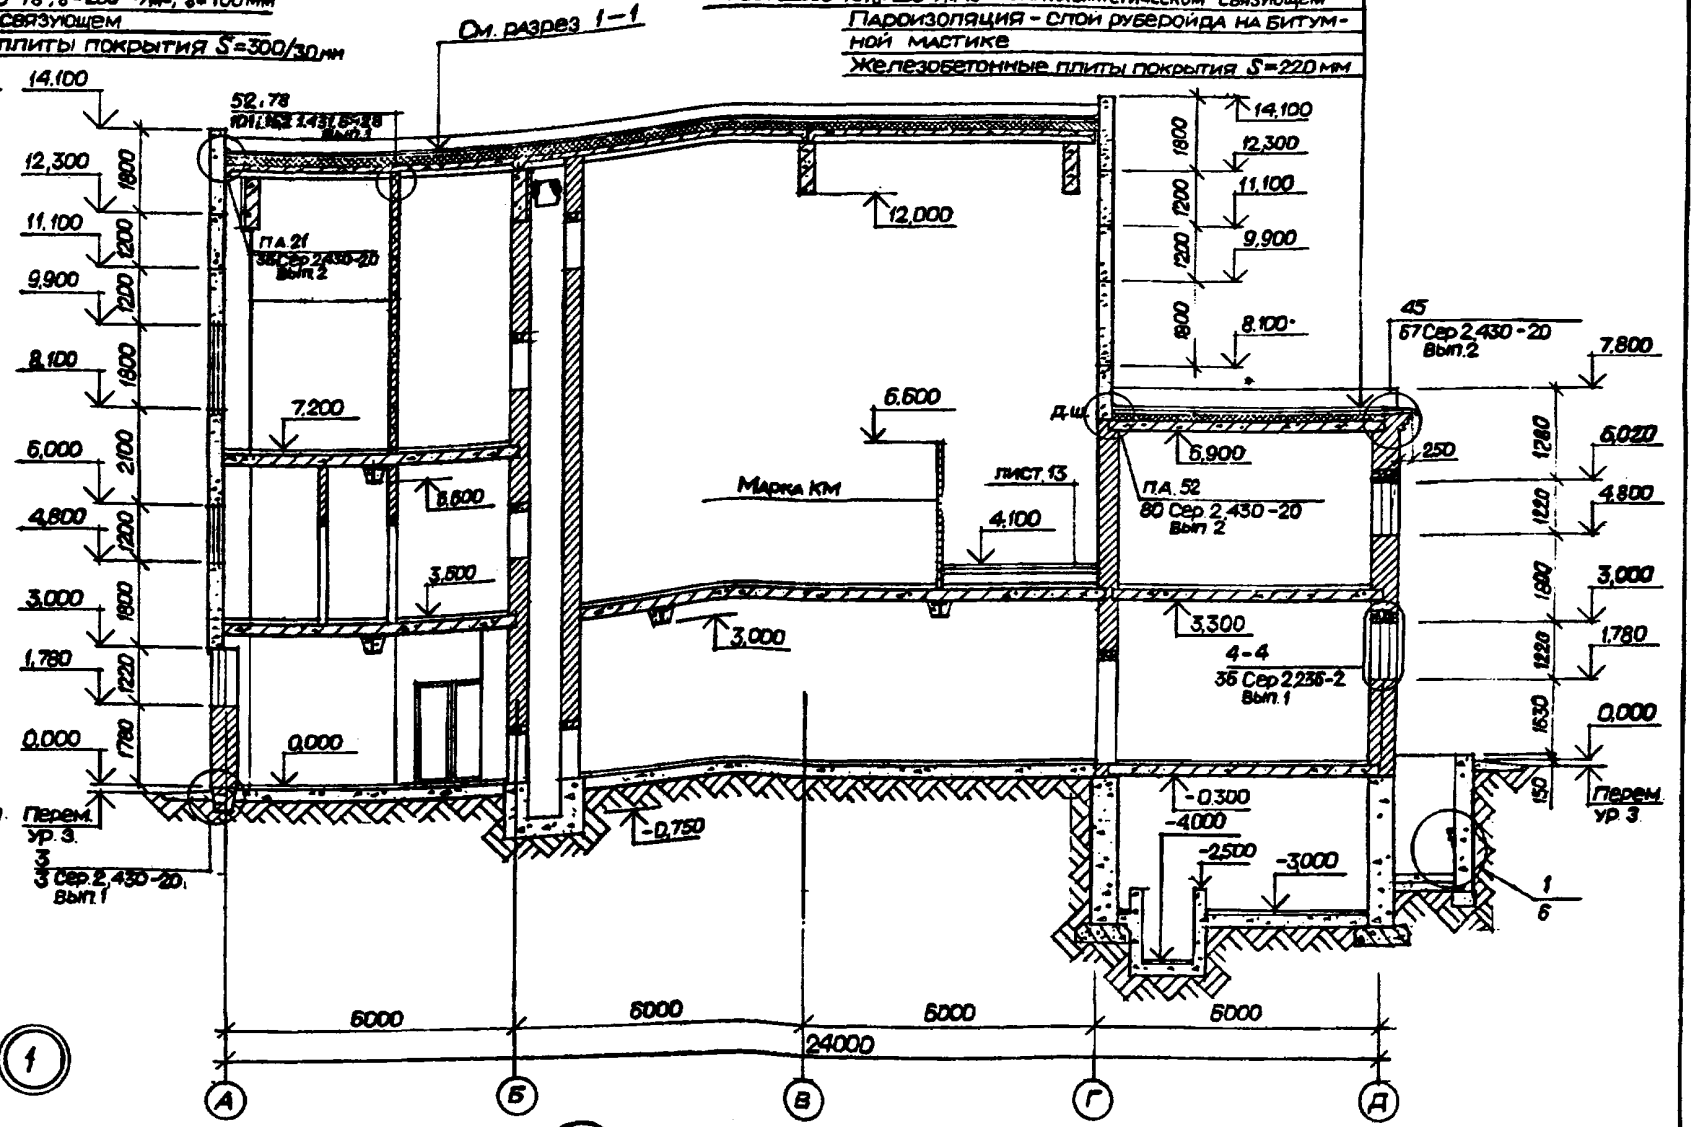 связующем
плиты покрытия S=300/30мм
См. разрез 1-1
Пароизоляция - слой рубероида на битум-
ной мастике
Железобетонные плиты покрытия S=220 мм
14.100
12,300
11.100
9,900
8.100
6,000
4,800
3,000
1,780
0.000
Перем.
ур. 3.
3
3 Сер. 2,430-20,
вып.1
1800
1200
1200
1800
2100
1200
1800
1220
1780
52,78
Вып.1
П.А. 21
Сер 2,430-20
вып 2
7.200
6,600
3,600
0,000
-0,750
12,000
6.600
Марка КМ
лист 13
4.100
3,000
1800
1200
1200
1800
14,100
12,300
11.100
9,900
8.100
Д.Ш.
45
67 Сер 2,430-20
Вып.2
6,900
250
П.А. 52
80 Сер 2,430-20
Вып 2
3,300
4-4
36 Сер 2,236-2
Вып.1
1280
1220
1800
1220
1630
150
7,800
6,020
4,800
3,000
1,780
0,000
Перем.
ур 3
-0.300
-4.000
-2,500
-3,000
1
6
6000
6000
6000
6000
24000
1
А
Б
В
Г
Д